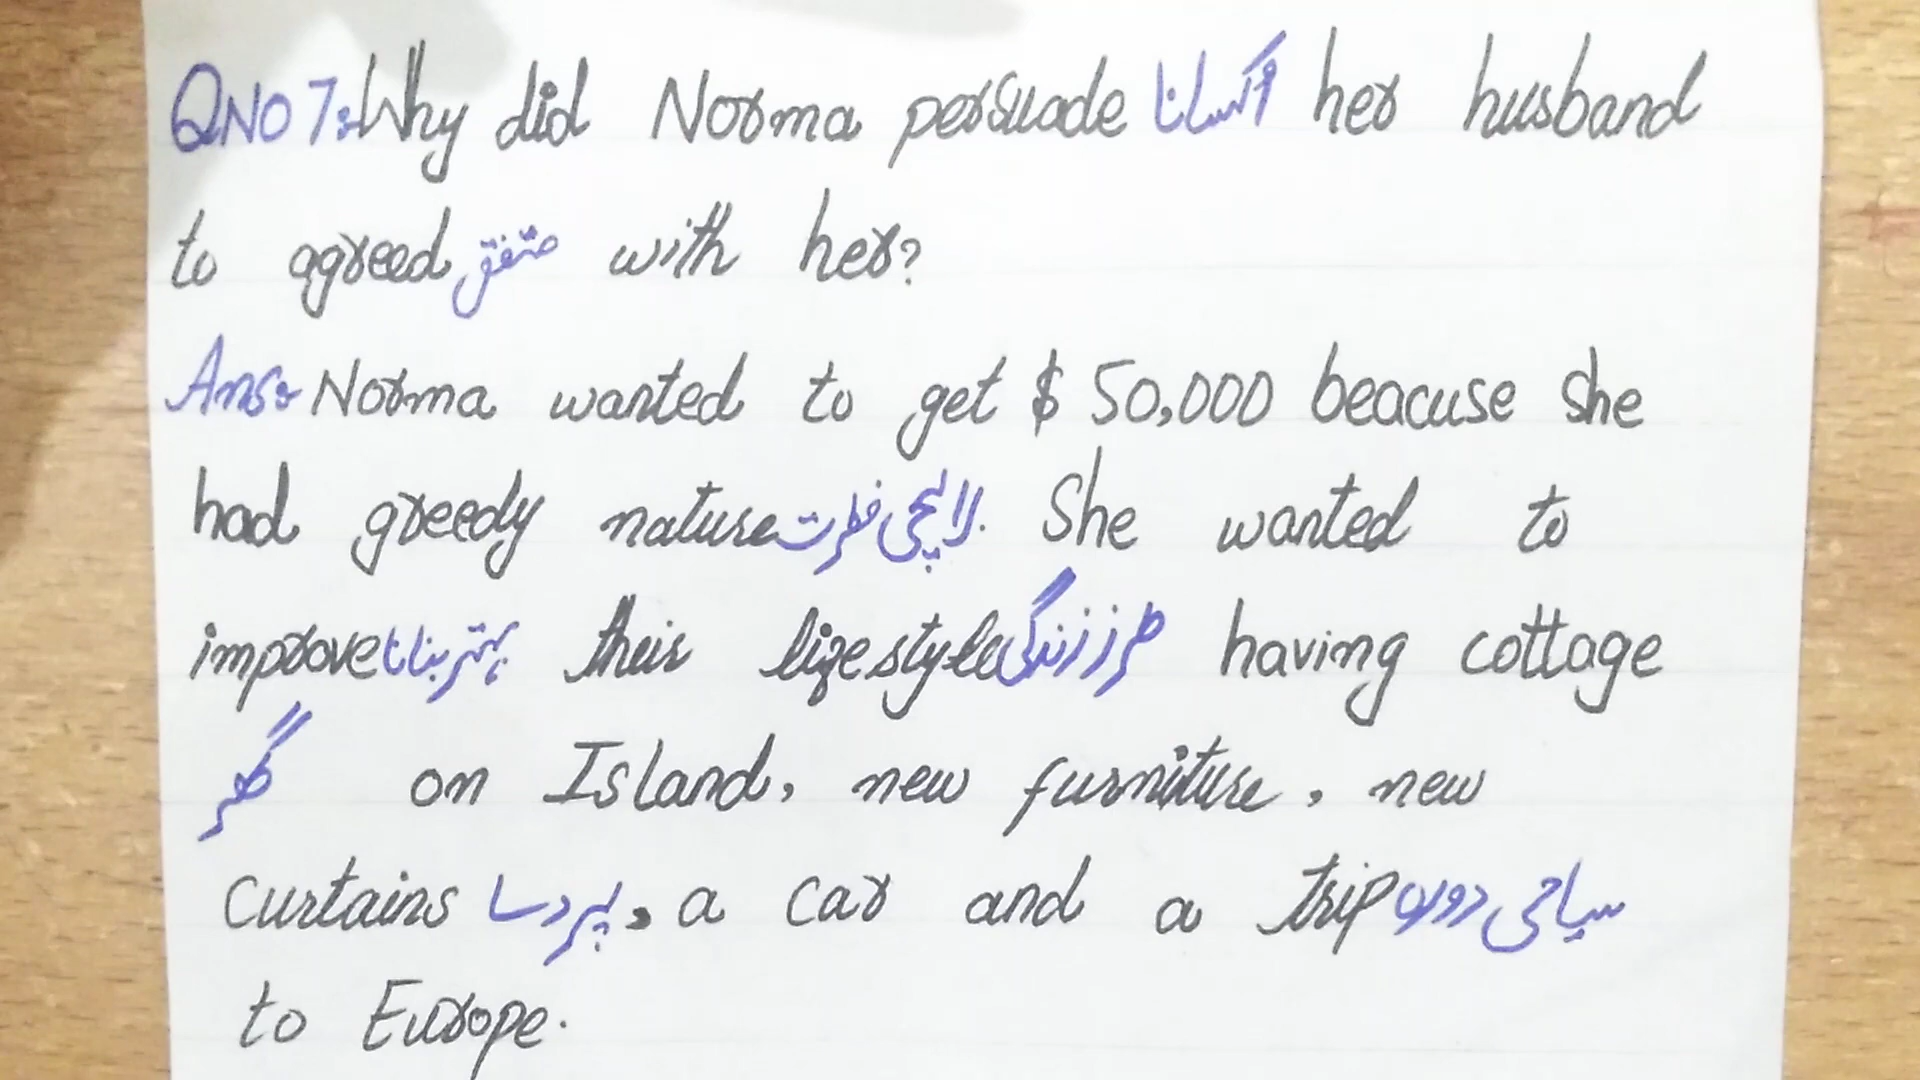 QNO 7: Why did Norma persuade اکسانا her husband
to agreed متفق with her?
Ans: Norma wanted to get $ 50,000 beacuse she
had greedy nature لالچی فطرت. She wanted to
improve بہتر بنانا their lifestyle طرز زندگی having cottage
گھر on Island, new furniture, new
curtains پردسا, a car and a trip سیاحی دورہ
to Europe.